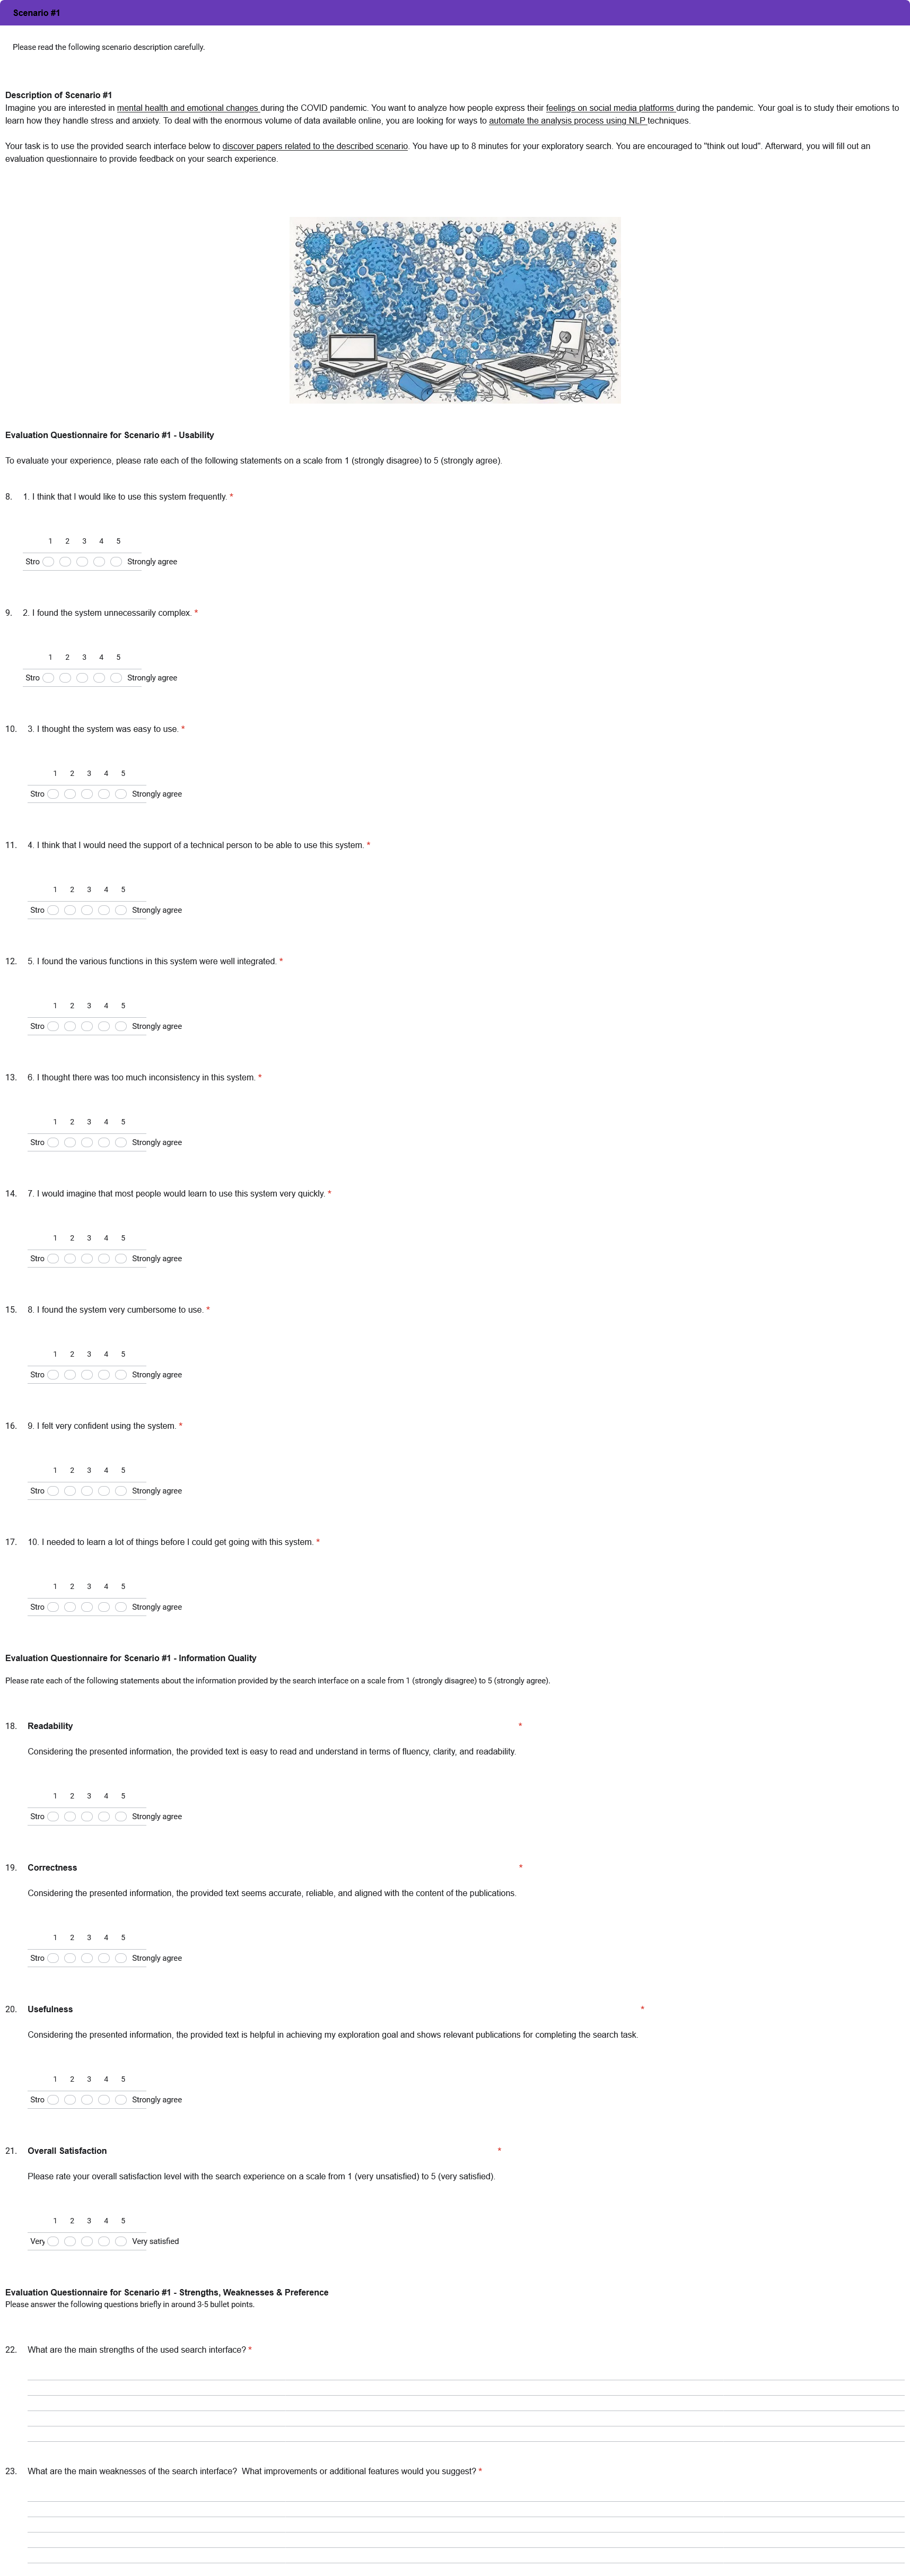 Scenario #1
Please read the following scenario description carefully.
Description of Scenario #1
Imagine you are interested in mental health and emotional changes during the COVID pandemic. You want to analyze how people express their feelings on social media platforms during the pandemic. Your goal is to study their emotions to
learn how they handle stress and anxiety. To deal with the enormous volume of data available online, you are looking for ways to automate the analysis process using NLP techniques.
Your task is to use the provided search interface below to discover papers related to the described scenario. You have up to 8 minutes for your exploratory search. You are encouraged to "think out loud". Afterward, you will fill out an
evaluation questionnaire to provide feedback on your search experience.
Evaluation Questionnaire for Scenario #1 - Usability
To evaluate your experience, please rate each of the following statements on a scale from 1 (strongly disagree) to 5 (strongly agree).
8. 1. I think that I would like to use this system frequently. *
1 2 3 4 5
Stro Strongly agree
9. 2. I found the system unnecessarily complex. *
1 2 3 4 5
Stro Strongly agree
10. 3. I thought the system was easy to use. *
1 2 3 4 5
Stro Strongly agree
11. 4. I think that I would need the support of a technical person to be able to use this system. *
1 2 3 4 5
Stro Strongly agree
12. 5. I found the various functions in this system were well integrated. *
1 2 3 4 5
Stro Strongly agree
13. 6. I thought there was too much inconsistency in this system. *
1 2 3 4 5
Stro Strongly agree
14. 7. I would imagine that most people would learn to use this system very quickly. *
1 2 3 4 5
Stro Strongly agree
15. 8. I found the system very cumbersome to use. *
1 2 3 4 5
Stro Strongly agree
16. 9. I felt very confident using the system. *
1 2 3 4 5
Stro Strongly agree
17. 10. I needed to learn a lot of things before I could get going with this system. *
1 2 3 4 5
Stro Strongly agree
Evaluation Questionnaire for Scenario #1 - Information Quality
Please rate each of the following statements about the information provided by the search interface on a scale from 1 (strongly disagree) to 5 (strongly agree).
18. Readability *
Considering the presented information, the provided text is easy to read and understand in terms of fluency, clarity, and readability.
1 2 3 4 5
Stro Strongly agree
19. Correctness *
Considering the presented information, the provided text seems accurate, reliable, and aligned with the content of the publications.
1 2 3 4 5
Stro Strongly agree
20. Usefulness *
Considering the presented information, the provided text is helpful in achieving my exploration goal and shows relevant publications for completing the search task.
1 2 3 4 5
Stro Strongly agree
21. Overall Satisfaction *
Please rate your overall satisfaction level with the search experience on a scale from 1 (very unsatisfied) to 5 (very satisfied).
1 2 3 4 5
Very Very satisfied
Evaluation Questionnaire for Scenario #1 - Strengths, Weaknesses & Preference
Please answer the following questions briefly in around 3-5 bullet points.
22. What are the main strengths of the used search interface? *
23. What are the main weaknesses of the search interface? What improvements or additional features would you suggest? *